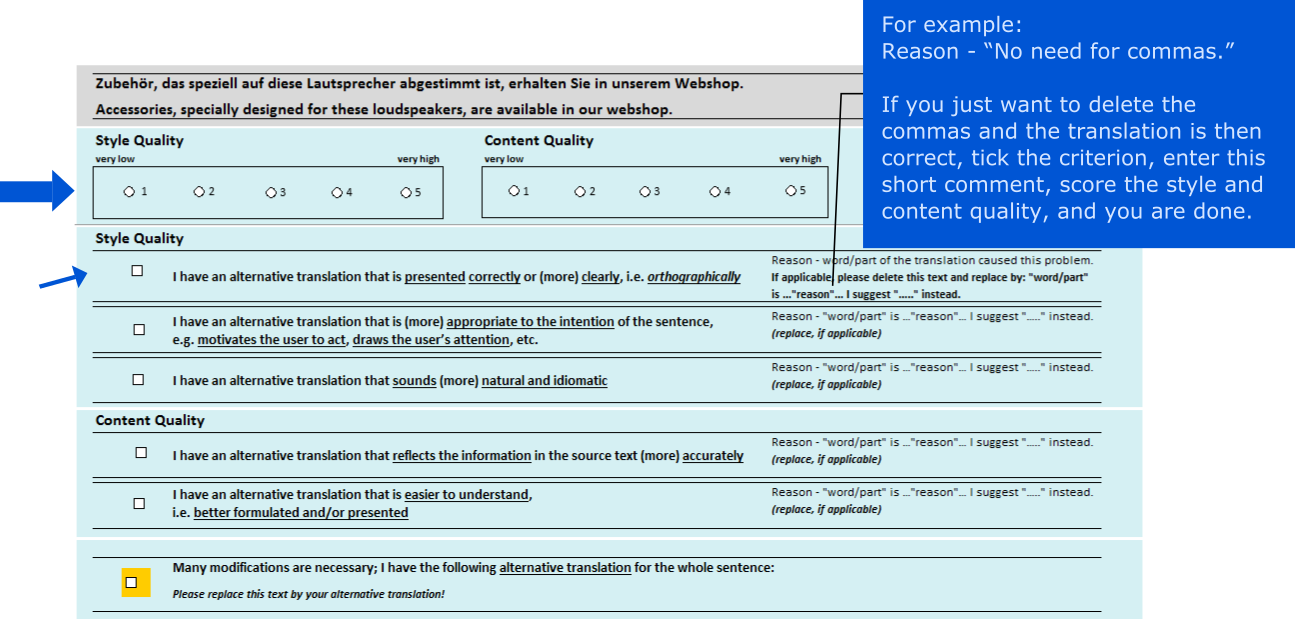 For example:
Reason - “No need for commas.”
If you just want to delete the
commas and the translation is then
correct, tick the criterion, enter this
short comment, score the style and
content quality, and you are done.
Zubehör, das speziell auf diese Lautsprecher abgestimmt ist, erhalten Sie in unserem Webshop.
Accessories, specially designed for these loudspeakers, are available in our webshop.
Style Quality
very low very high
1 2 3 4 5
Content Quality
very low very high
1 2 3 4 5
Style Quality
I have an alternative translation that is presented correctly or (more) clearly, i.e. orthographically
Reason - word/part of the translation caused this problem.
If applicable, please delete this text and replace by: "word/part"
is ..."reason"... I suggest "....." instead.
I have an alternative translation that is (more) appropriate to the intention of the sentence,
e.g. motivates the user to act, draws the user's attention, etc.
Reason - "word/part" is ..."reason"... I suggest "....." instead.
(replace, if applicable)
I have an alternative translation that sounds (more) natural and idiomatic
Reason - "word/part" is ..."reason"... I suggest "....." instead.
(replace, if applicable)
Content Quality
I have an alternative translation that reflects the information in the source text (more) accurately
Reason - "word/part" is ..."reason"... I suggest "....." instead.
(replace, if applicable)
I have an alternative translation that is easier to understand,
i.e. better formulated and/or presented
Reason - "word/part" is ..."reason"... I suggest "....." instead.
(replace, if applicable)
Many modifications are necessary; I have the following alternative translation for the whole sentence:
Please replace this text by your alternative translation!